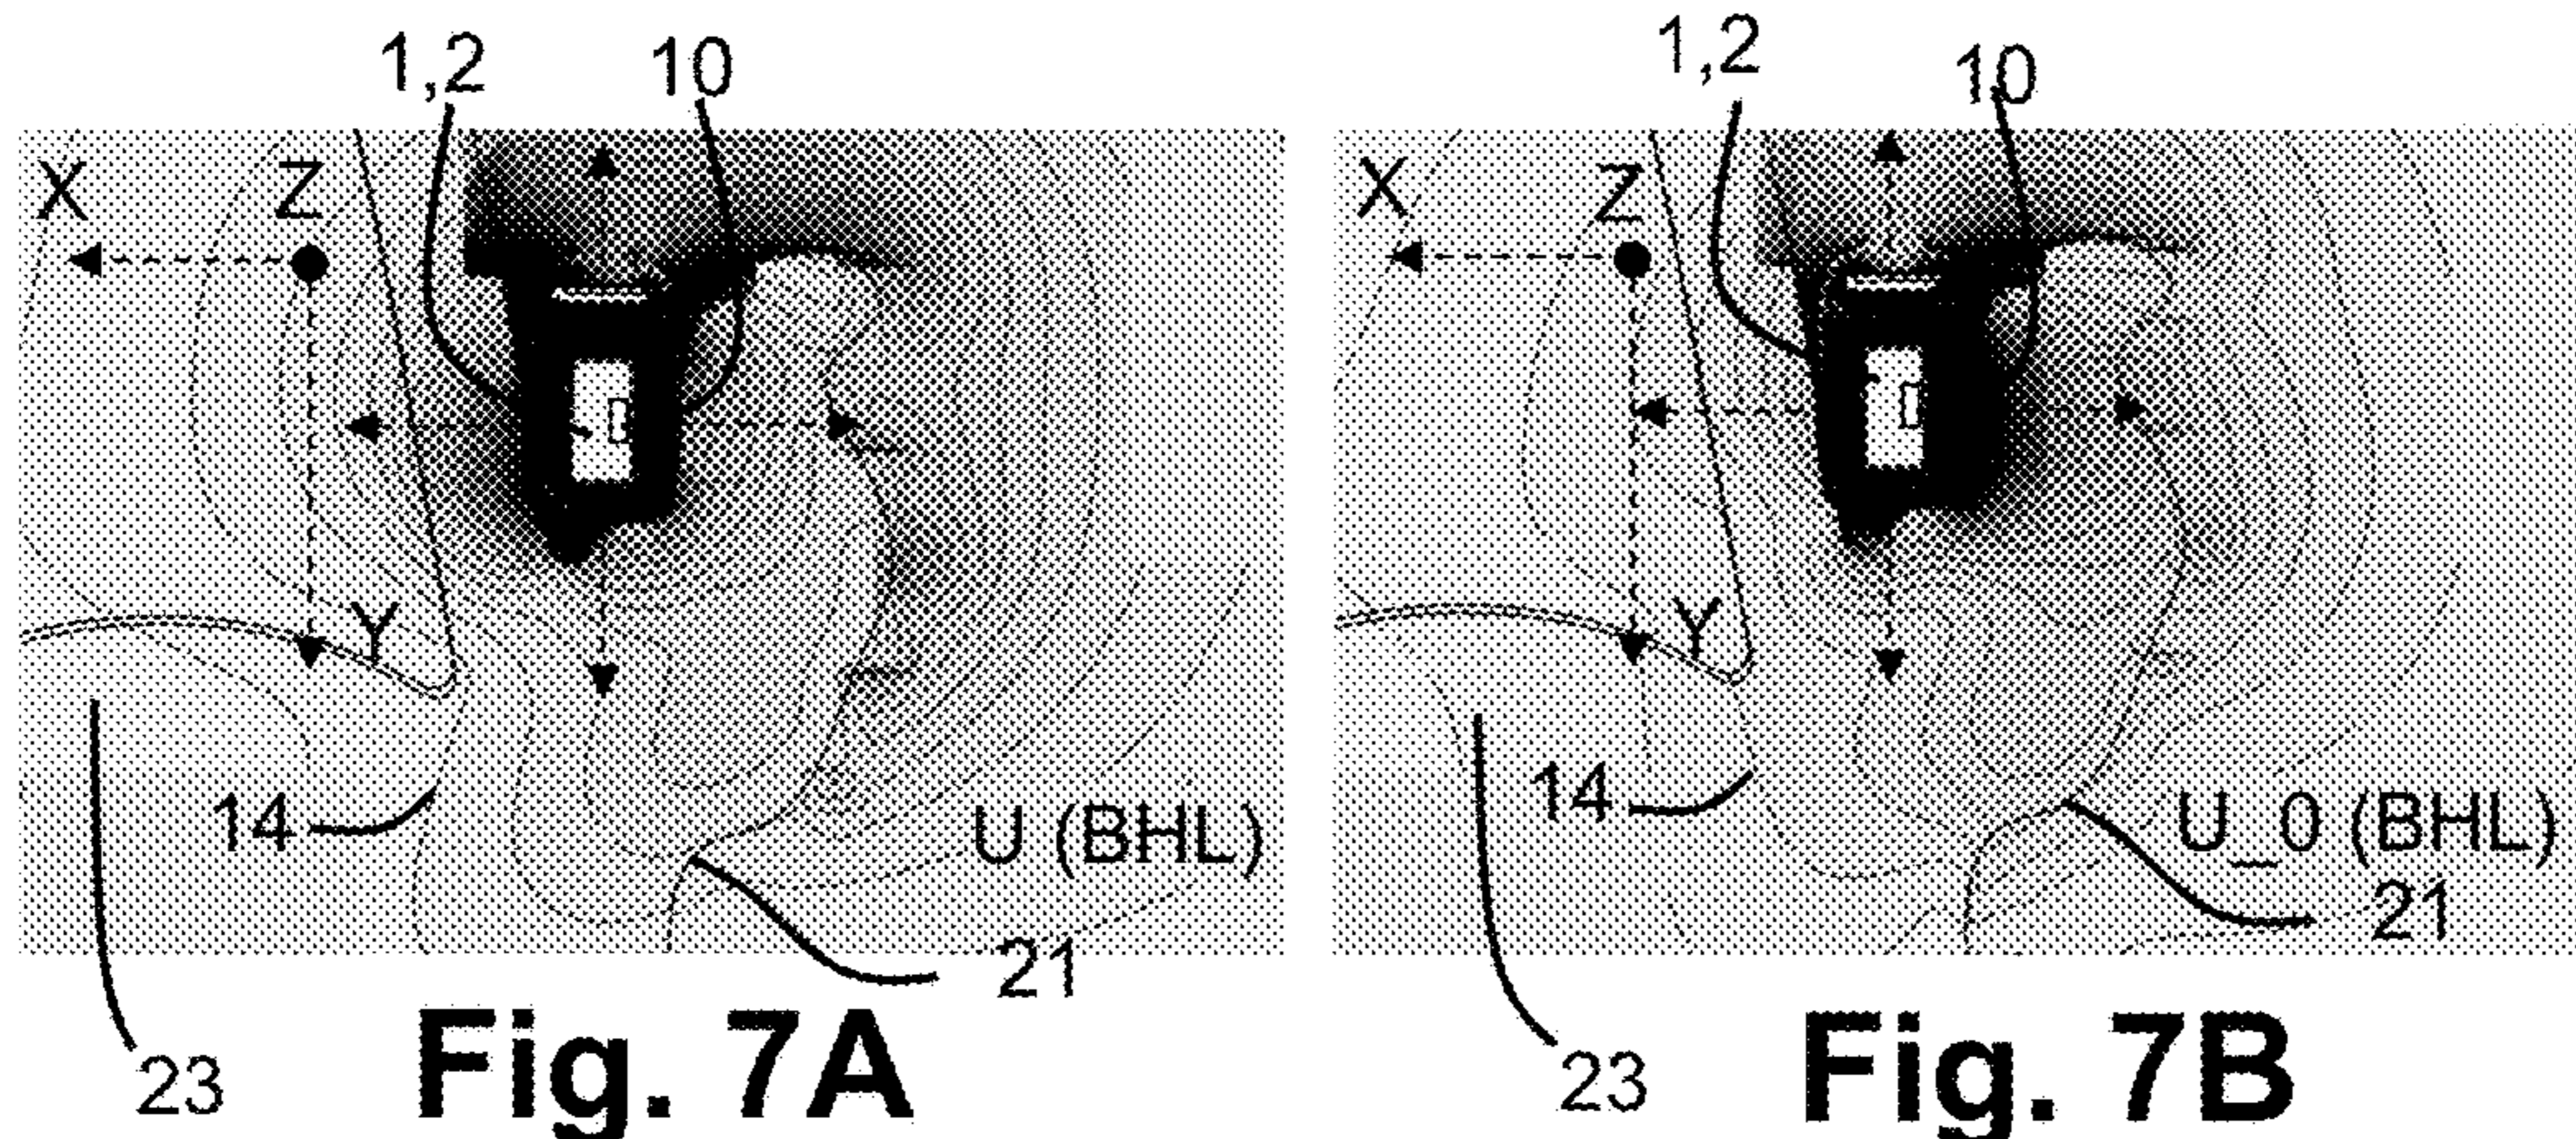 1,2 10
X Z
Y
14
U (BHL)
21
23
Fig. 7A
1,2 10
X Z
Y
14
U_0 (BHL)
21
23
Fig. 7B